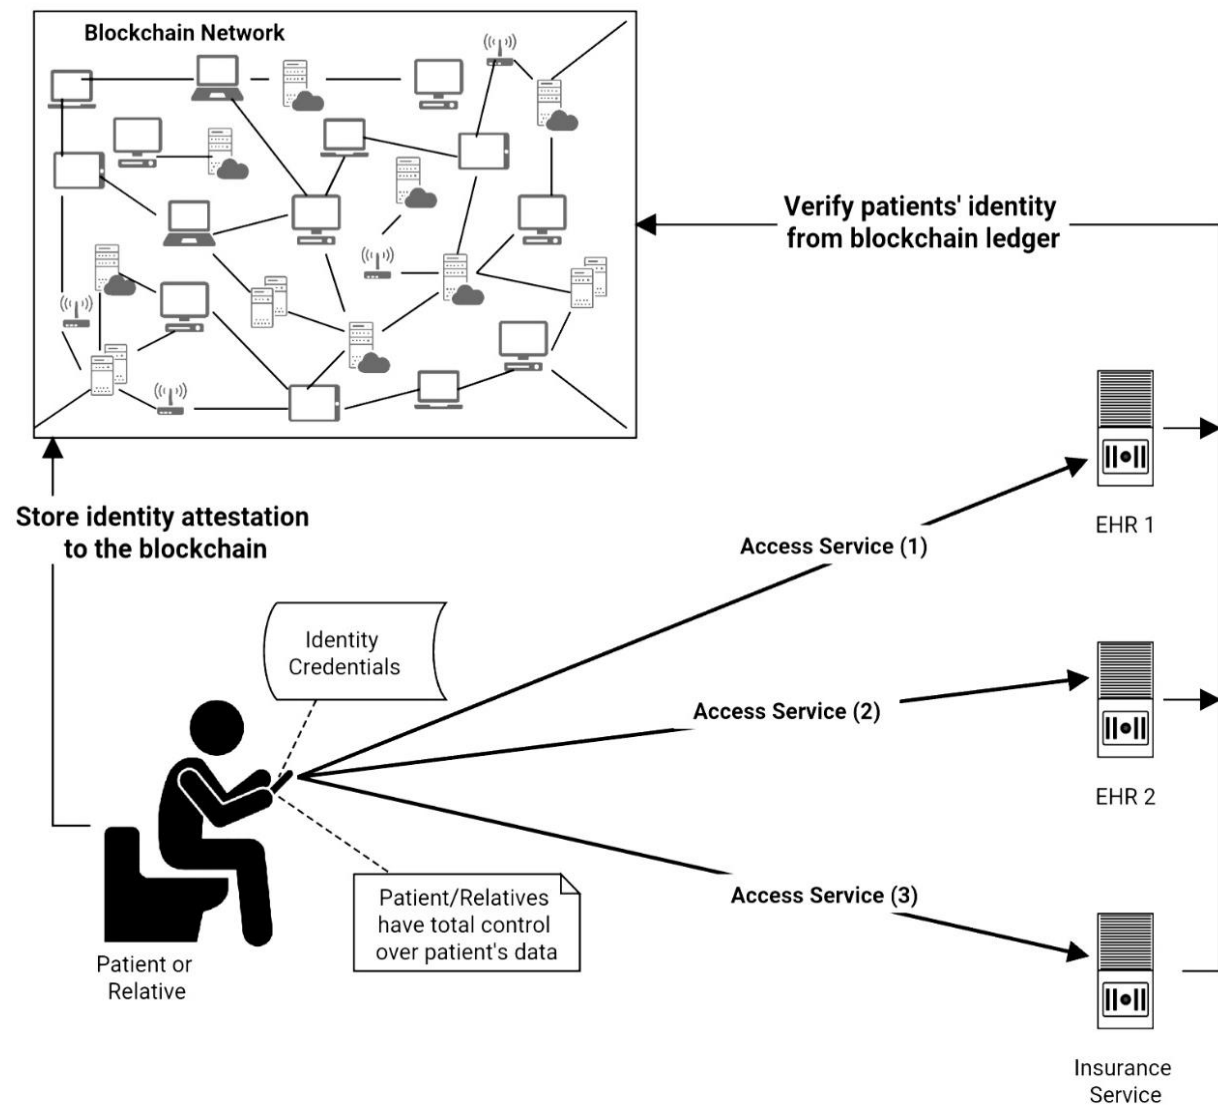 Blockchain Network
Verify patients' identity
from blockchain ledger
Store identity attestation
to the blockchain
EHR 1
Access Service (1)
Identity
Credentials
Access Service (2)
EHR 2
Access Service (3)
Patient/Relatives
have total control
over patient's data
Patient or
Relative
Insurance
Service